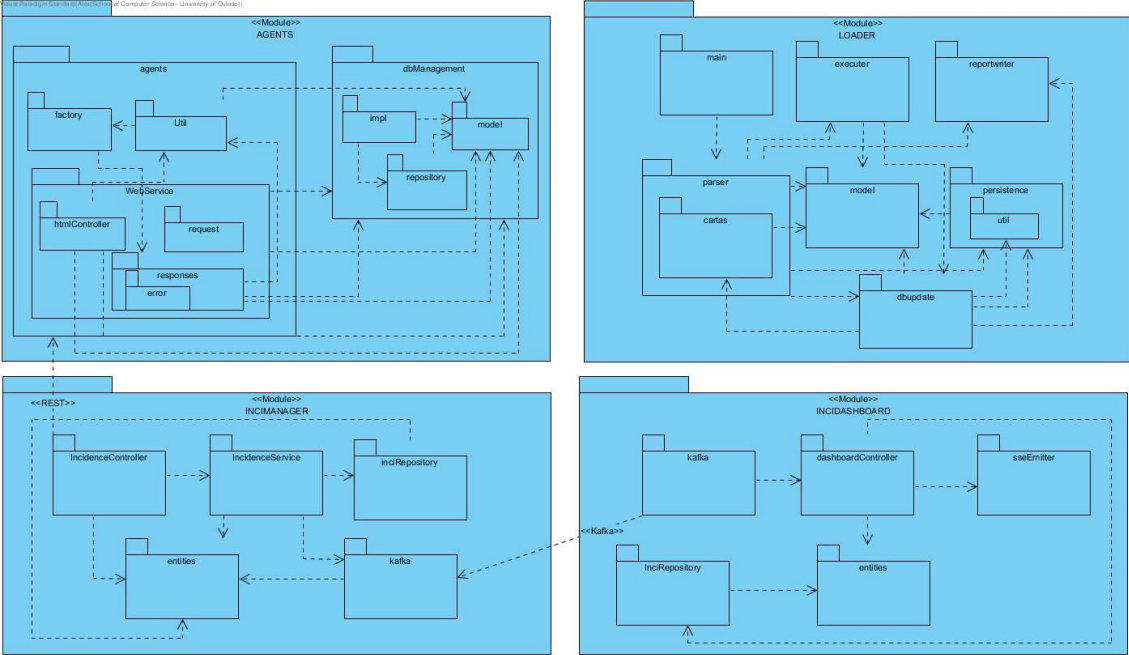 Visual Paradigm Standard(Alex(School of Computer Science - University of Oviedo))
<<Module>>
AGENTS
agents
factory
Util
WebService
htmlController
request
responses
error
dbManagement
impl
model
repository
<<Module>>
LOADER
main
executer
reportwriter
parser
cartas
model
persistence
util
dbupdate
<<REST>>
<<Module>>
INCIMANAGER
IncidenceController
IncidenceService
inciRepository
entities
kafka
<<Kafka>>
<<Module>>
INCIDASHBOARD
kafka
dashboardController
sseEmitter
InciRepository
entities